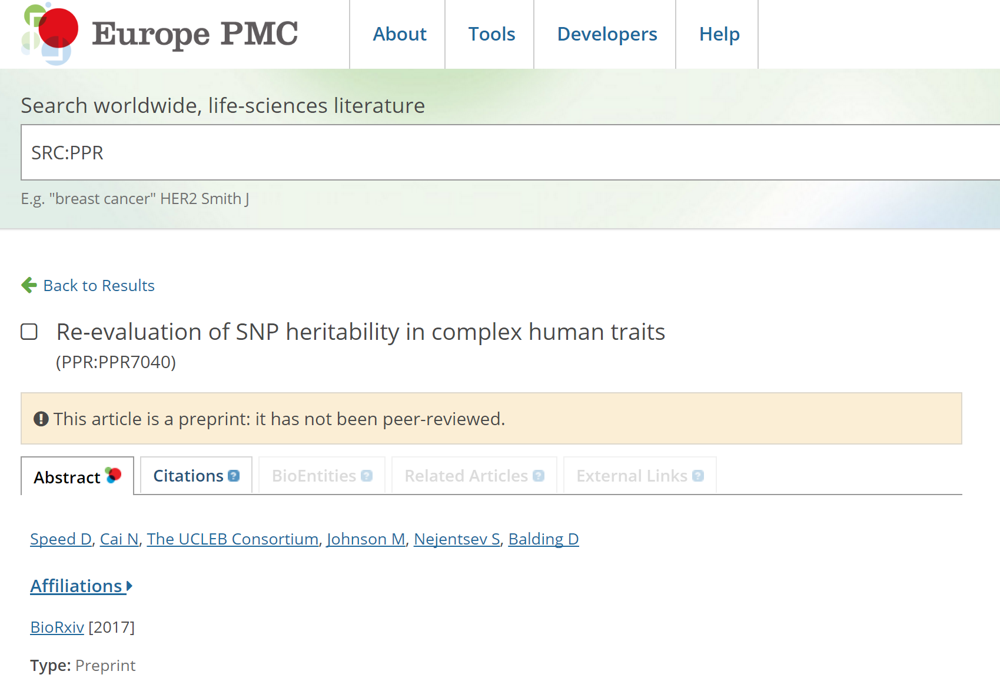 Europe PMC
About
Tools
Developers
Help
Search worldwide, life-sciences literature
SRC:PPR
E.g. "breast cancer" HER2 Smith J
Back to Results
Re-evaluation of SNP heritability in complex human traits
(PPR:PPR7040)
This article is a preprint: it has not been peer-reviewed.
Abstract
Citations ?
BioEntities ?
Related Articles ?
External Links ?
Speed D, Cai N, The UCLEB Consortium, Johnson M, Nejentsev S, Balding D
Affiliations
BioRxiv [2017]
Type: Preprint